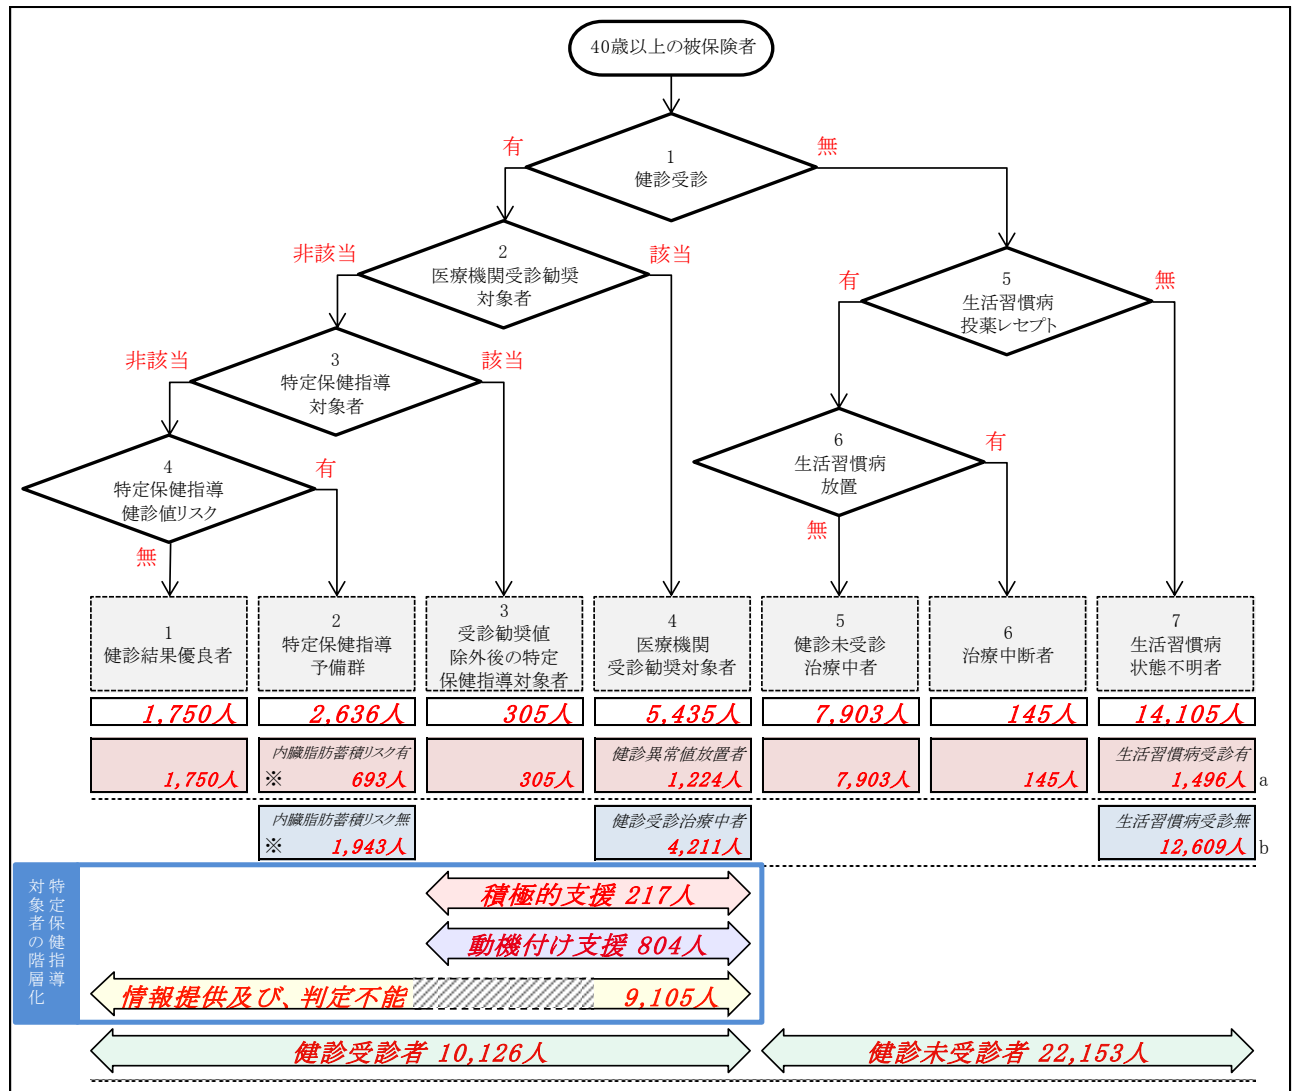 40歳以上の被保険者
有
無
1
健診受診
非該当
該当
2
医療機関受診勧奨
対象者
有
無
5
生活習慣病
投薬レセプト
非該当
該当
3
特定保健指導
対象者
有
6
生活習慣病
放置
無
有
4
特定保健指導
健診値リスク
無
1
健診結果優良者
2
特定保健指導
予備群
3
受診勧奨値
除外後の特定
保健指導対象者
4
医療機関
受診勧奨対象者
5
健診未受診
治療中者
6
治療中断者
7
生活習慣病
状態不明者
1,750人
2,636人
305人
5,435人
7,903人
145人
14,105人
1,750人
内臓脂肪蓄積リスク有
※ 693人
305人
健診異常値放置者
1,224人
7,903人
145人
生活習慣病受診有
1,496人
a
内臓脂肪蓄積リスク無
※ 1,943人
健診受診治療中者
4,211人
生活習慣病受診無
12,609人
b
特定保健指導
対象者の階層化
積極的支援 217人
動機付け支援 804人
情報提供及び、判定不能 9,105人
健診受診者 10,126人
健診未受診者 22,153人